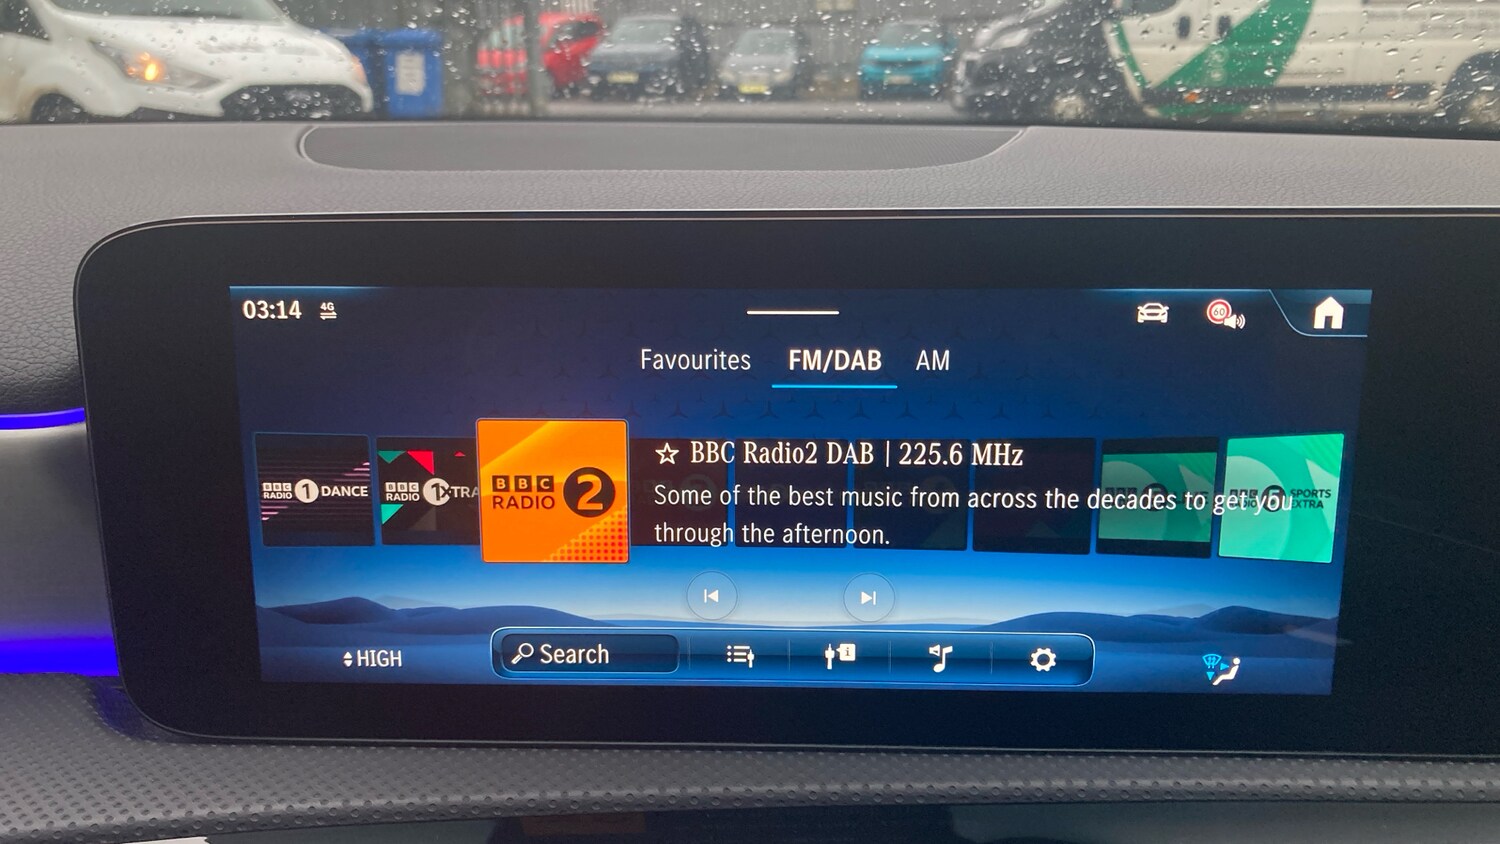 03:14 4G
60
Favourites FM/DAB AM
BBC RADIO 1 DANCE
BBC RADIO 1XTRA
BBC RADIO 2
☆ BBC Radio2 DAB | 225.6 MHz
Some of the best music from across the decades to get you
through the afternoon.
SPORTS
EXTRA
HIGH
Search
i